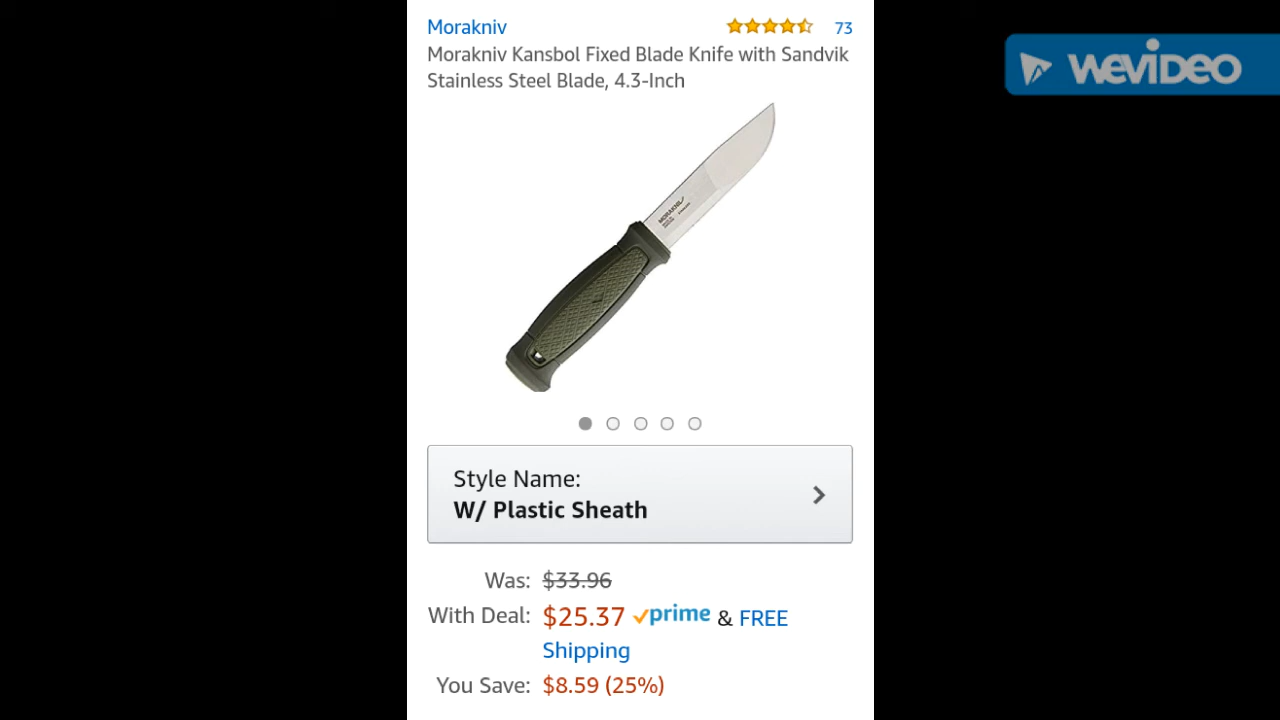 Morakniv 73
Morakniv Kansbol Fixed Blade Knife with Sandvik
Stainless Steel Blade, 4.3-Inch
WEVIDEO
MORAKNIV
Style Name:
W/ Plastic Sheath
Was: $33.96
With Deal: $25.37 prime & FREE
Shipping
You Save: $8.59 (25%)